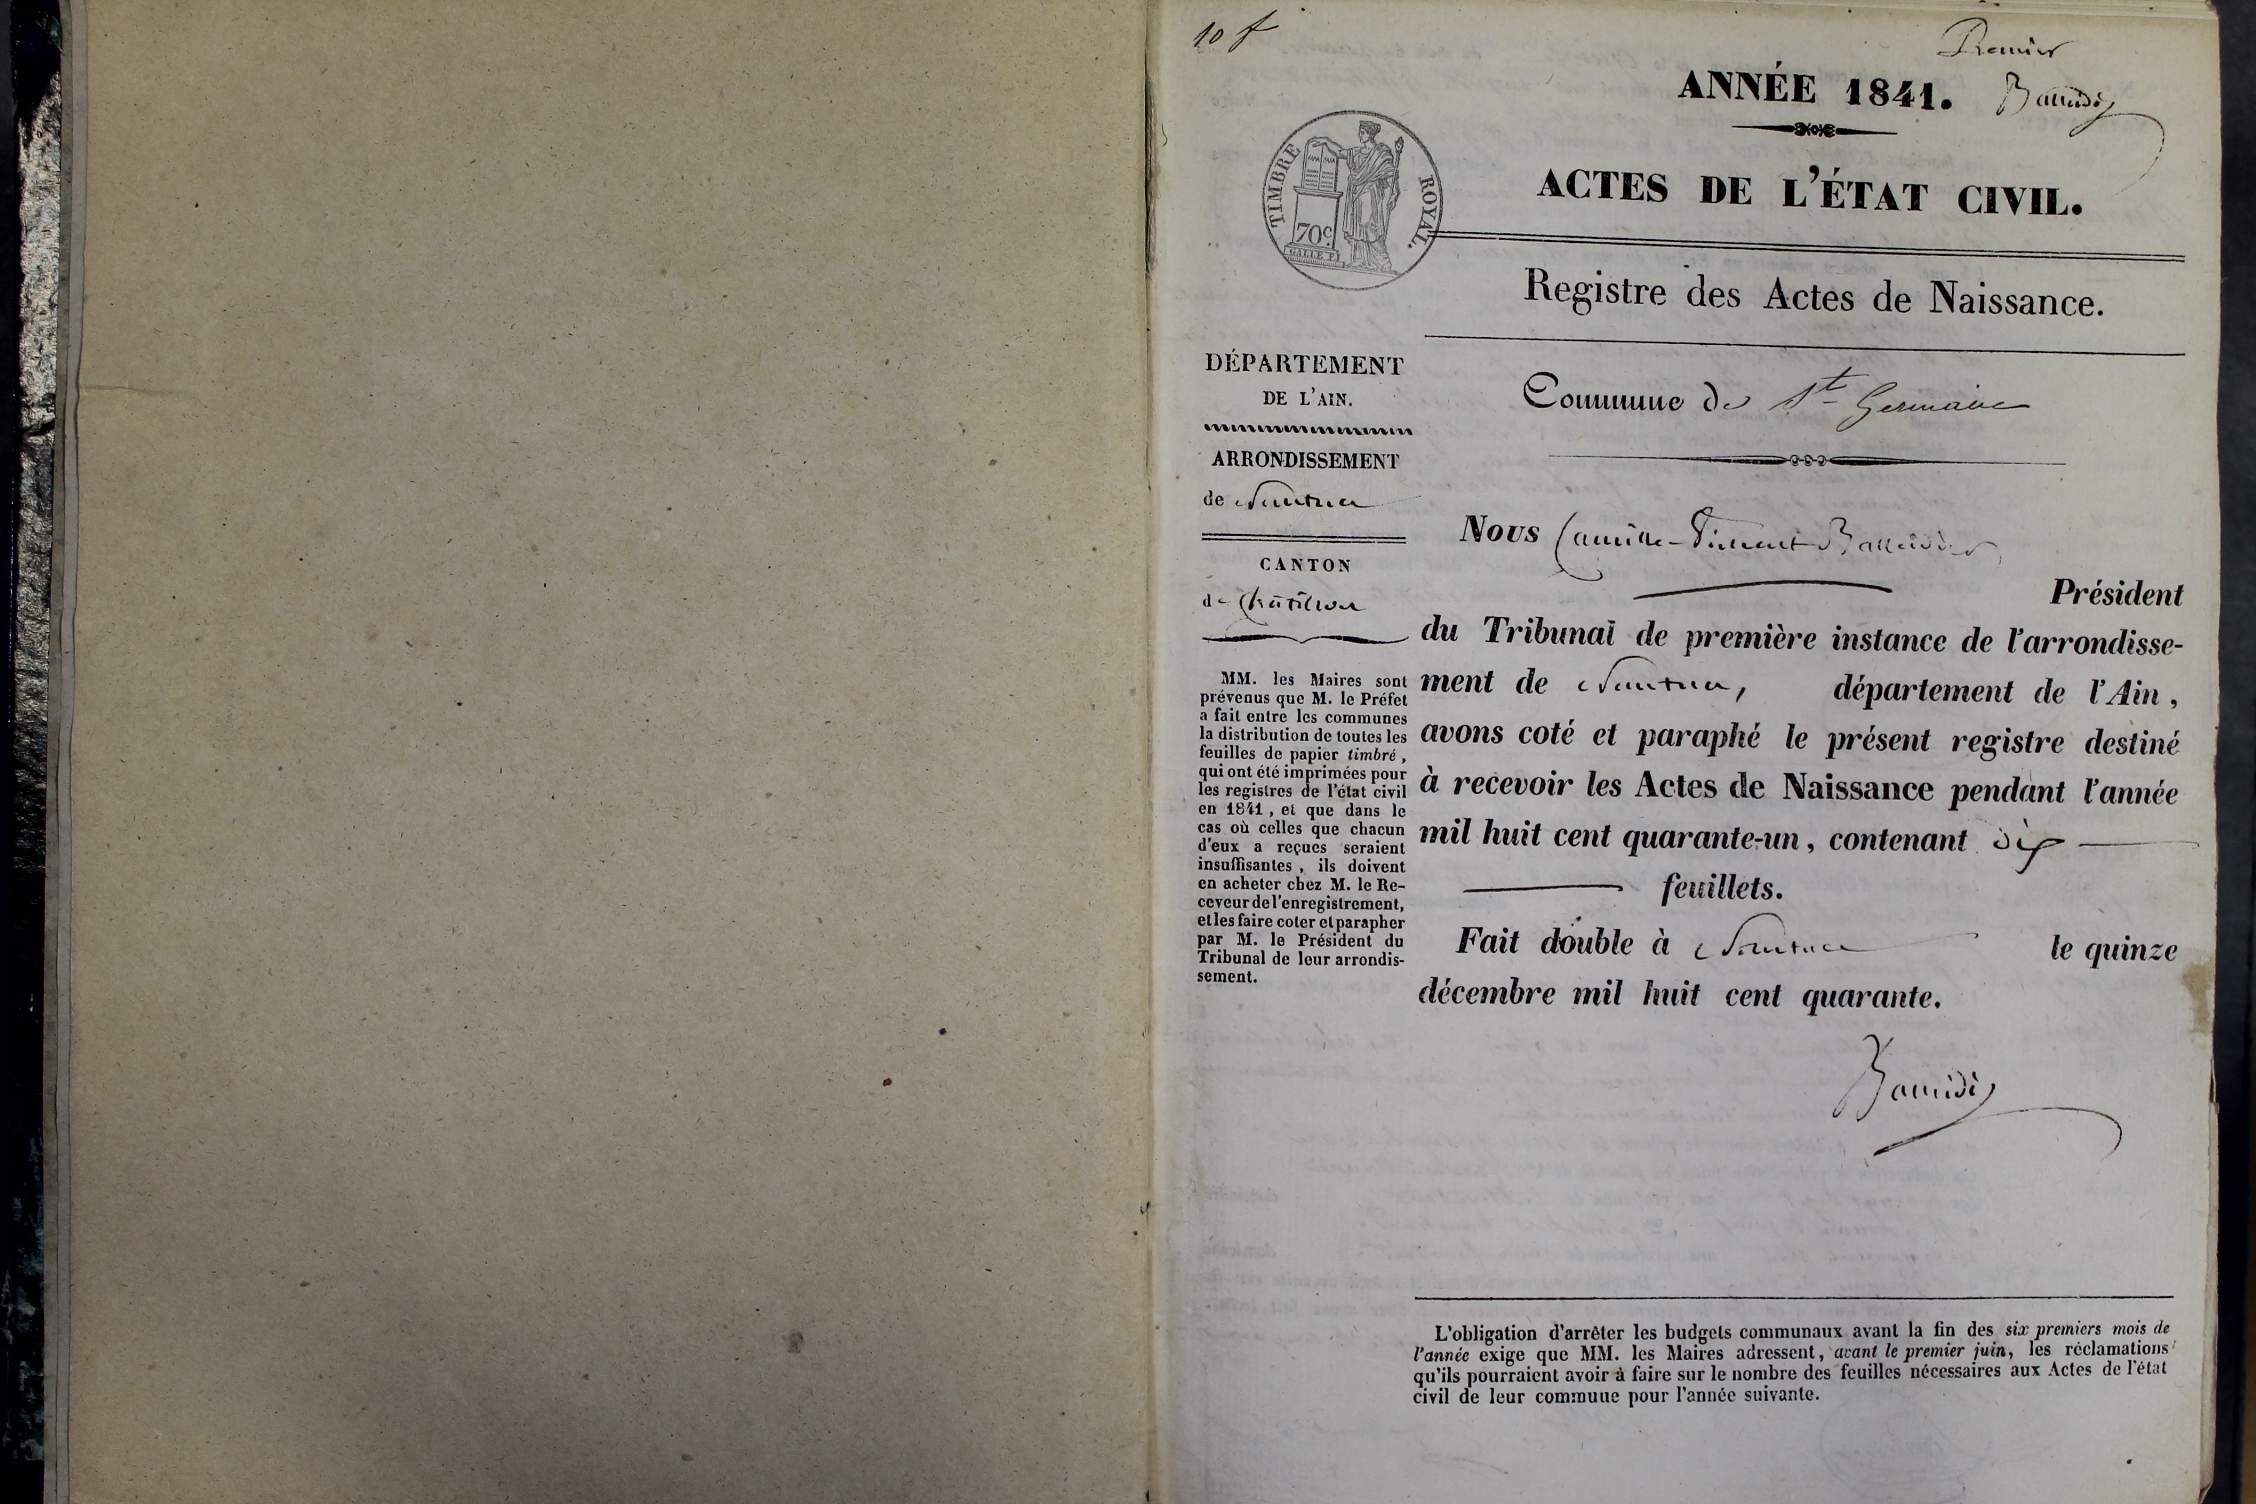 10 f
Premier
ANNÉE 1841.
TIMBRE ROYAL.
70c.
GALLE FI
ACTES DE L'ÉTAT CIVIL.
Registre des Actes de Naissance.
DÉPARTEMENT
DE L'AIN.
ARRONDISSEMENT
de Nantua
CANTON
de Châtillon
MM. les Maires sont
prévenus que M. le Préfet
a fait entre les communes
la distribution de toutes les
feuilles de papier timbré,
qui ont été imprimées pour
les registres de l'état civil
en 1841, et que dans le
cas où celles que chacun
d'eux a reçues seraient
insuffisantes, ils doivent
en acheter chez M. le Re-
ceveur de l'enregistrement,
et les faire coter et parapher
par M. le Président du
Tribunal de leur arrondis-
sement.
Commune de St Germain
Nous Camille-Vincent
Président
du Tribunal de première instance de l'arrondisse-
ment de Nantua, département de l'Ain,
avons coté et paraphé le présent registre destiné
à recevoir les Actes de Naissance pendant l'année
mil huit cent quarante-un, contenant dix
feuillets.
Fait double à Nantua le quinze
décembre mil huit cent quarante.
L'obligation d'arrêter les budgets communaux avant la fin des six premiers mois de
l'année exige que MM. les Maires adressent, avant le premier juin, les réclamations
qu'ils pourraient avoir à faire sur le nombre des feuilles nécessaires aux Actes de l'état
civil de leur commune pour l'année suivante.